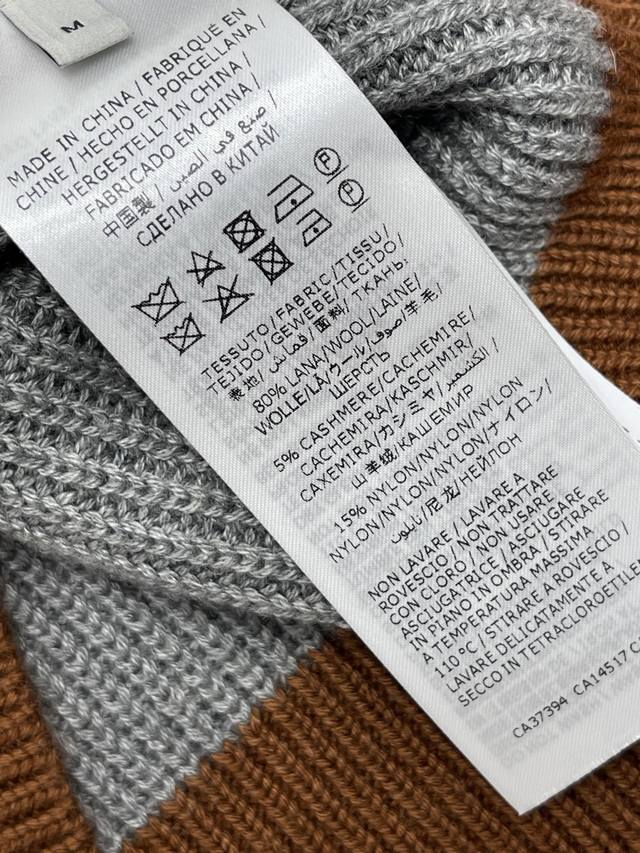 M
MADE IN CHINA / FABRIQUÉ EN
CHINE / HECHO EN PORCELLANA /
HERGESTELLT IN CHINA /
FABRICADO EM CHINA /
中国製 / صنع في الصين /
СДЕЛАНО В КИТАЙ
P
P
TESSUTO/FABRIC/TISSU/
TEJIDO/GEWEBE/TECIDO/
表地/ قماش/面料/ ТКАНЬ:
80% LANA/WOOL/LAINE/
WOLLE/LÃ/ウール/صوف/羊毛/
ШЕРСТЬ
5% CASHMERE/CACHEMIRE/
CACHEMIRA/KASCHMIR/
CAXEMIRA/カシミヤ/الكشمير/
山羊绒/КАШЕМИР
15% NYLON/NYLON/NYLON
NYLON/NYLON/NYLON/ナイロン/
نايلون/尼龙/НЕЙЛОН
NON LAVARE / LAVARE A
ROVESCIO / NON TRATTARE
CON CLORO / NON USARE
ASCIUGATRICE / ASCIUGARE
IN PIANO IN OMBRA / STIRARE
A TEMPERATURA MASSIMA
110 °C / STIRARE A ROVESCIO /
LAVARE DELICATAMENTE A
SECCO IN TETRACLOROETILEN
CA37394 CA14517 C